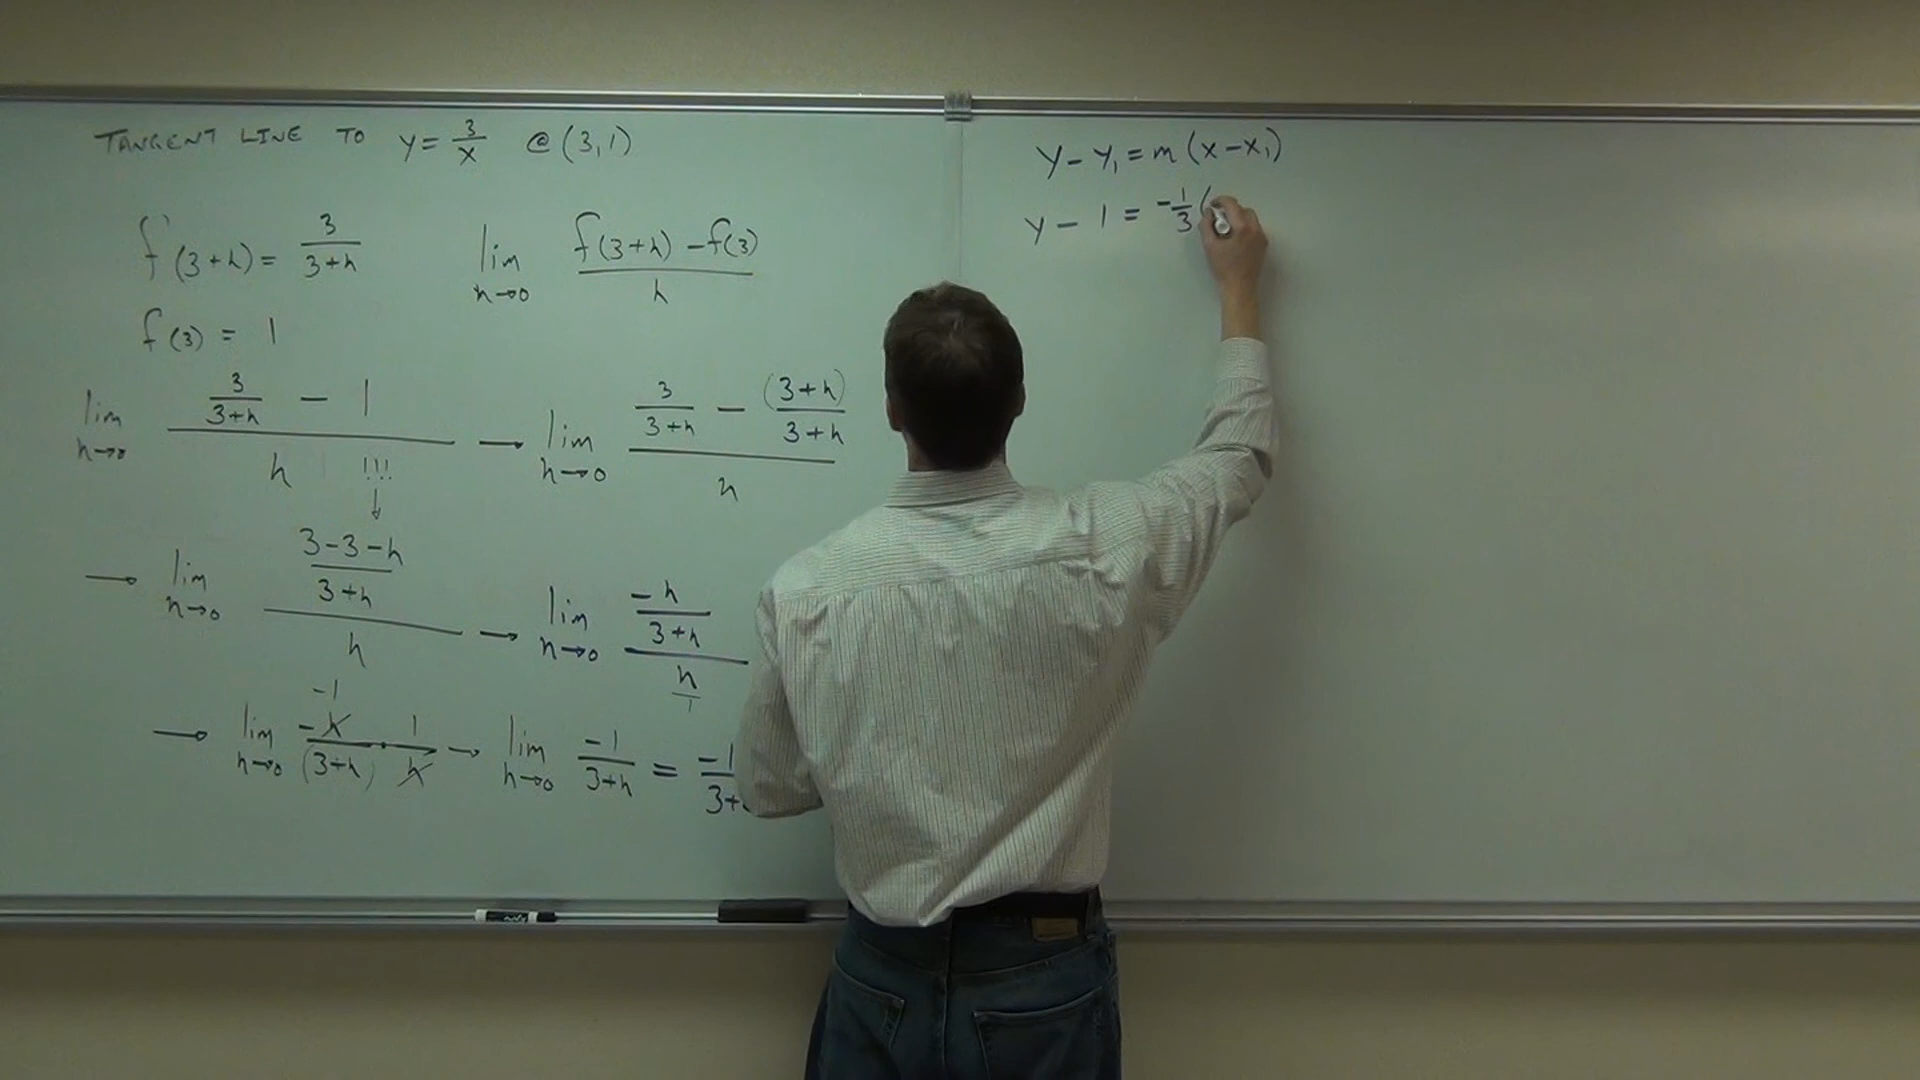 TANGENT LINE TO y = 3/x @ (3,1)
f(3+h) = 3/(3+h)
lim h→0 (f(3+h) - f(3))/h
f(3) = 1
lim h→0 (3/(3+h) - 1)/h → lim h→0 (3/(3+h) - (3+h)/(3+h))/h
!!!
↓
→ lim h→0 ((3-3-h)/(3+h))/h → lim h→0 (-h/(3+h))/(h/1)
-1
→ lim h→0 -h/(3+h) · 1/h → lim h→0 -1/(3+h) = -1/3+
y - y₁ = m(x - x₁)
y - 1 = -1/3(